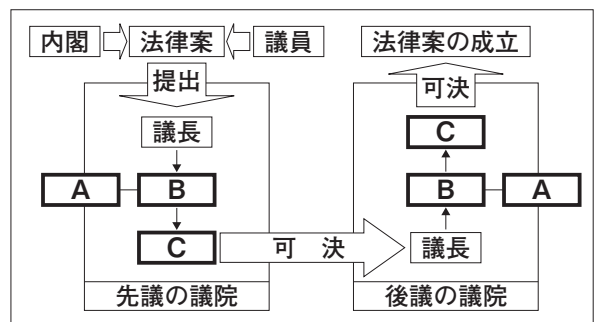 内閣 法律案 議員 法律案の成立
提出 可決
議長 C
A B B A
C 可決 議長
先議の議院 後議の議院